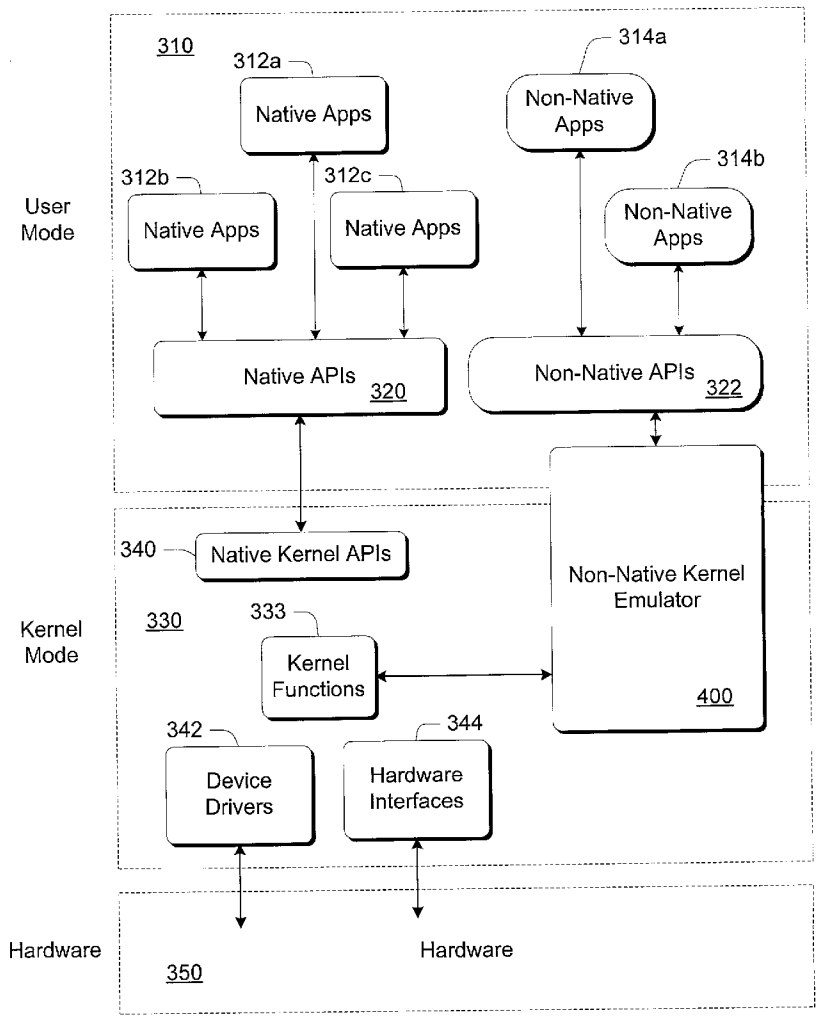 310
312a
Native Apps
314a
Non-Native
Apps
312b
Native Apps
312c
Native Apps
314b
Non-Native
Apps
User
Mode
Native APIs
320
Non-Native APIs
322
340
Native Kernel APIs
Non-Native Kernel
Emulator
400
Kernel
Mode
330
333
Kernel
Functions
342
Device
Drivers
344
Hardware
Interfaces
Hardware
350
Hardware